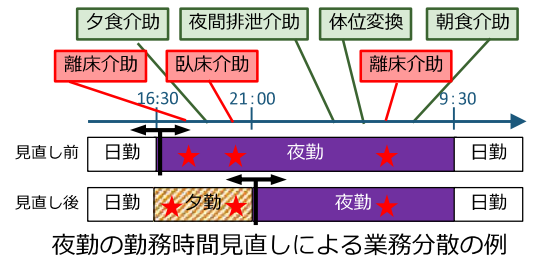 夕食介助 夜間排泄介助 体位変換 朝食介助
離床介助 臥床介助 離床介助
16:30 21:00 9:30
見直し前 日勤 夜勤 日勤
見直し後 日勤 夕勤 夜勤 日勤
夜勤の勤務時間見直しによる業務分散の例